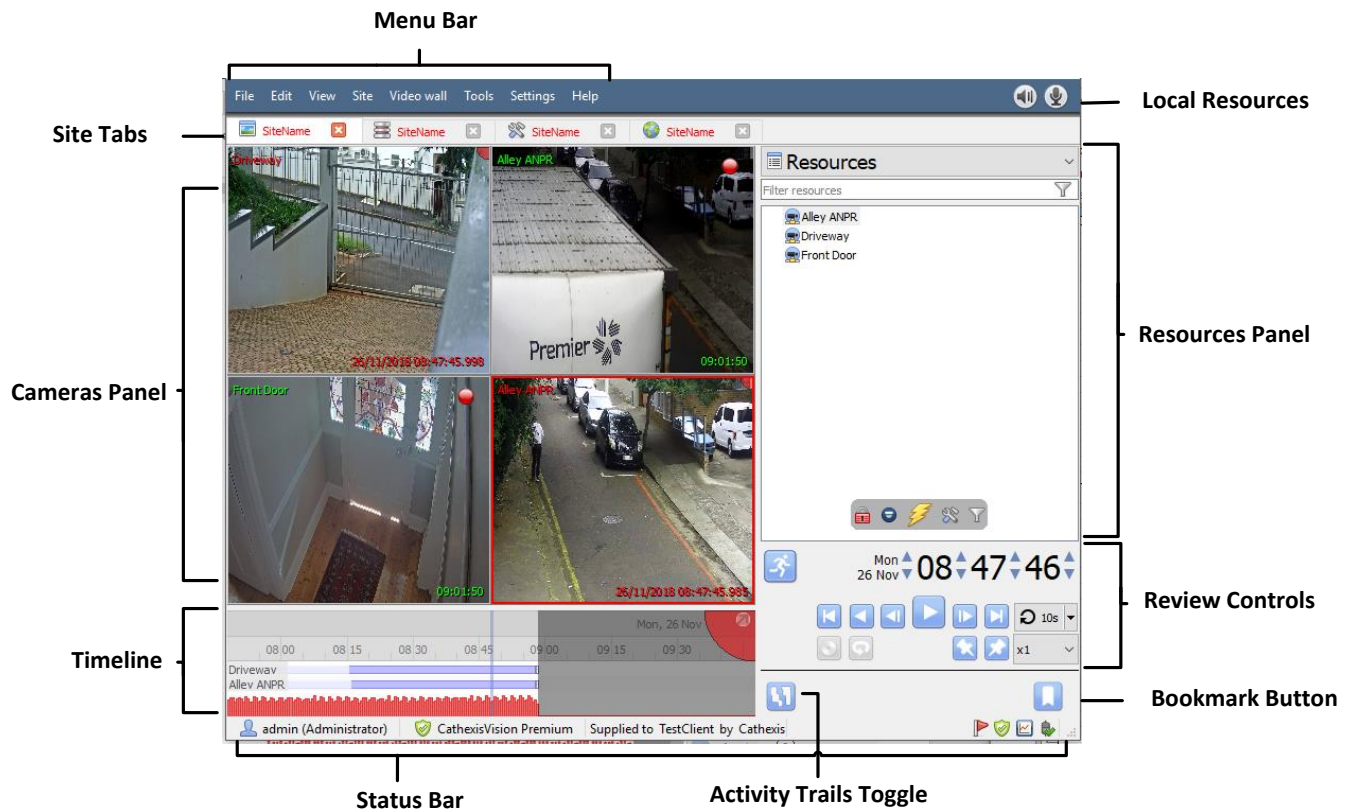 Menu Bar
File Edit View Site Video wall Tools Settings Help
Local Resources
Site Tabs
SiteName SiteName SiteName SiteName
Driveway
Alley ANPR
Resources
Filter resources
Alley ANPR
Driveway
Front Door
Premier
26/11/2018 08:47:45.998
09:01:50
Resources Panel
Cameras Panel
Front Door
Alley ANPR
09:01:50
26/11/2018 08:47:45.985
Mon 26 Nov 08 47 46
Review Controls
10s
x1
Timeline
Mon, 26 Nov
08:00 08:15 08:30 08:45 09:00 09:15 09:30
Driveway
Alley ANPR
Bookmark Button
admin (Administrator) CathexisVision Premium Supplied to TestClient by Cathexis
Status Bar
Activity Trails Toggle